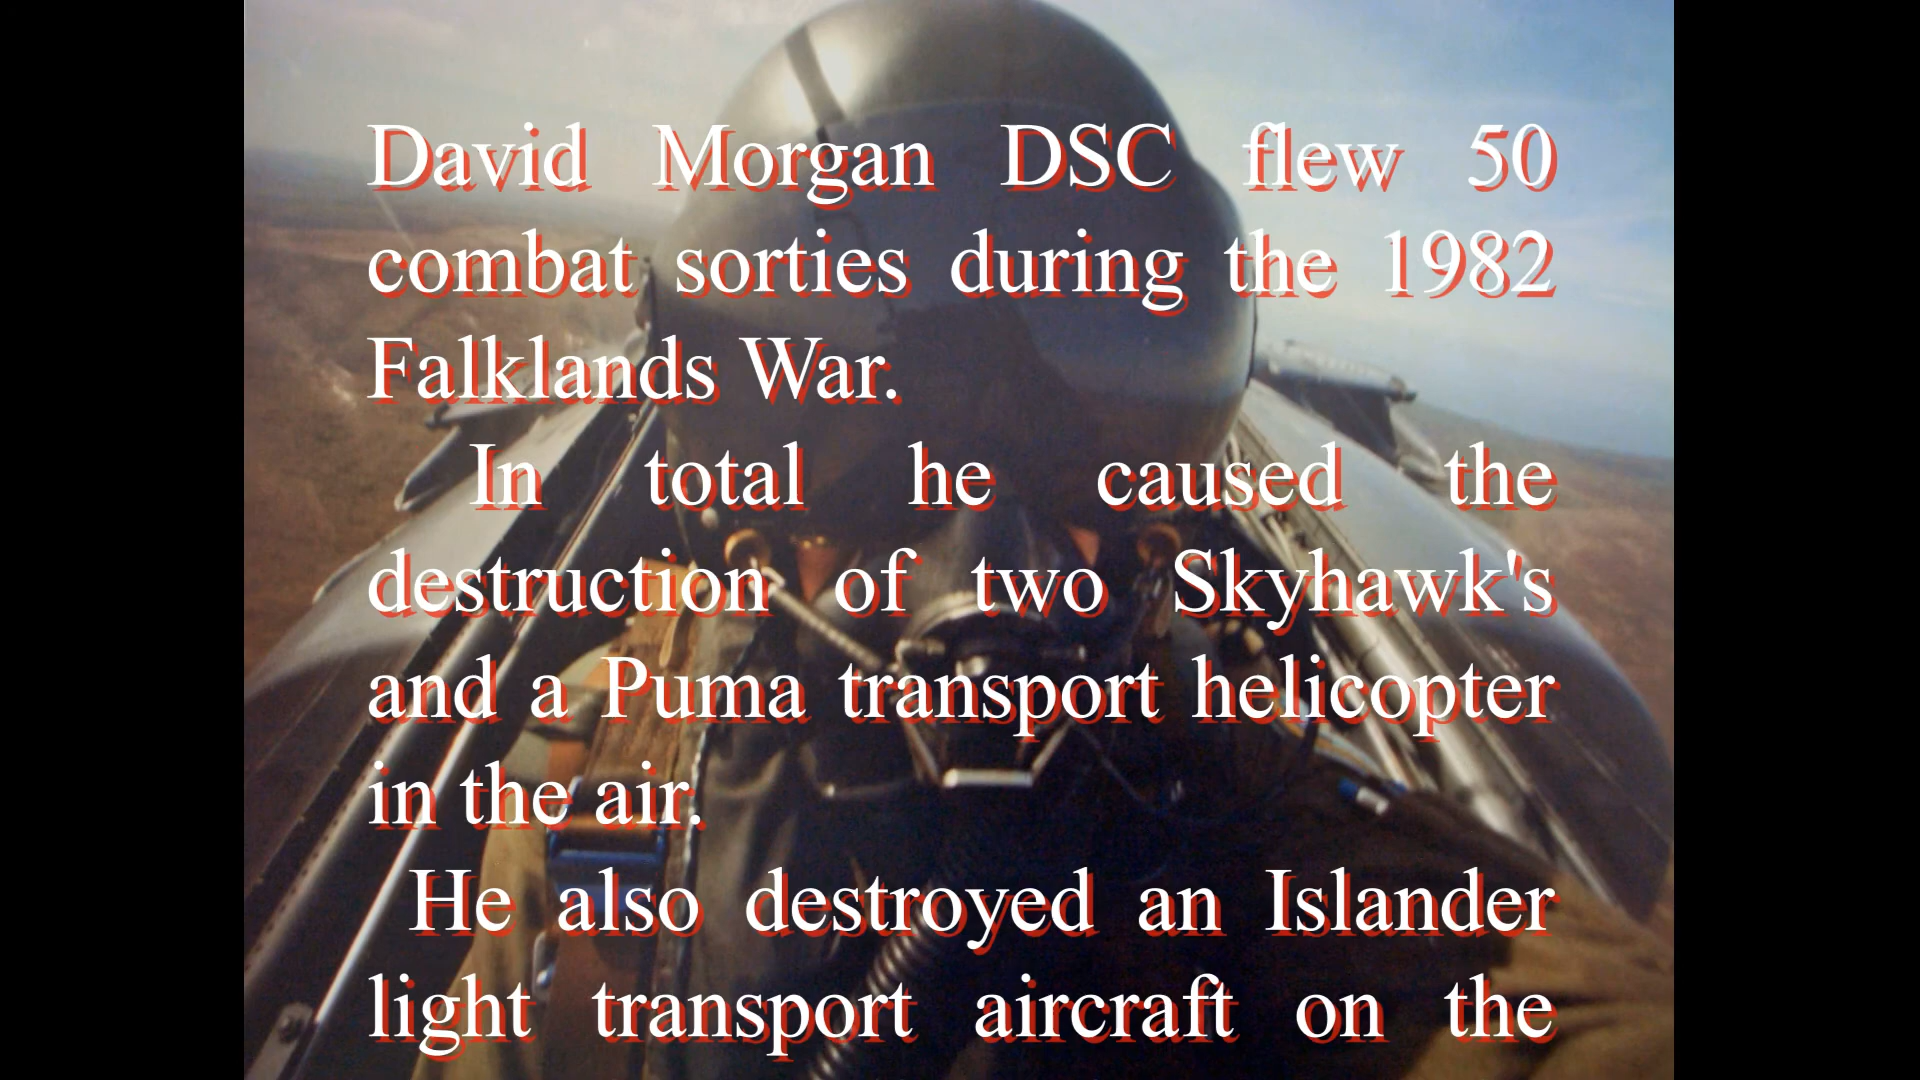 David Morgan DSC flew 50
combat sorties during the 1982
Falklands War.
In total he caused the
destruction of two Skyhawk's
and a Puma transport helicopter
in the air.
He also destroyed an Islander
light transport aircraft on the